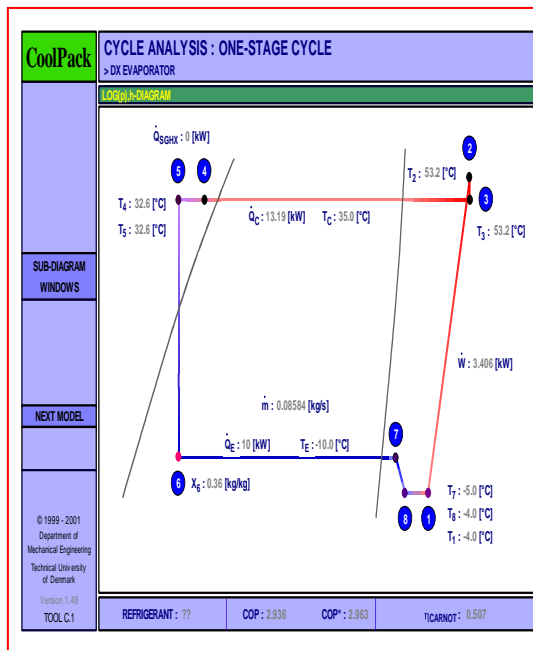 CoolPack
CYCLE ANALYSIS : ONE-STAGE CYCLE
> DX EVAPORATOR
LOG(p),h-DIAGRAM
Q̇SGHX : 0 [kW]
5 4 2
T2 : 53.2 [°C]
T4 : 32.6 [°C]
3
Q̇C : 13.19 [kW] TC : 35.0 [°C]
T5 : 32.6 [°C]
T3 : 53.2 [°C]
SUB-DIAGRAM
WINDOWS
Ẇ : 3.406 [kW]
ṁ : 0.08584 [kg/s]
NEXT MODEL
7
Q̇E : 10 [kW] TE : -10.0 [°C]
6 X6 : 0.36 [kg/kg]
8 1
T7 : -5.0 [°C]
T8 : -4.0 [°C]
T1 : -4.0 [°C]
© 1999 - 2001
Department of
Mechanical Engineering
Technical University
of Denmark
Version 1.48
TOOL C.1
REFRIGERANT : ?? COP : 2.936 COP* : 2.963 ηCARNOT : 0.507